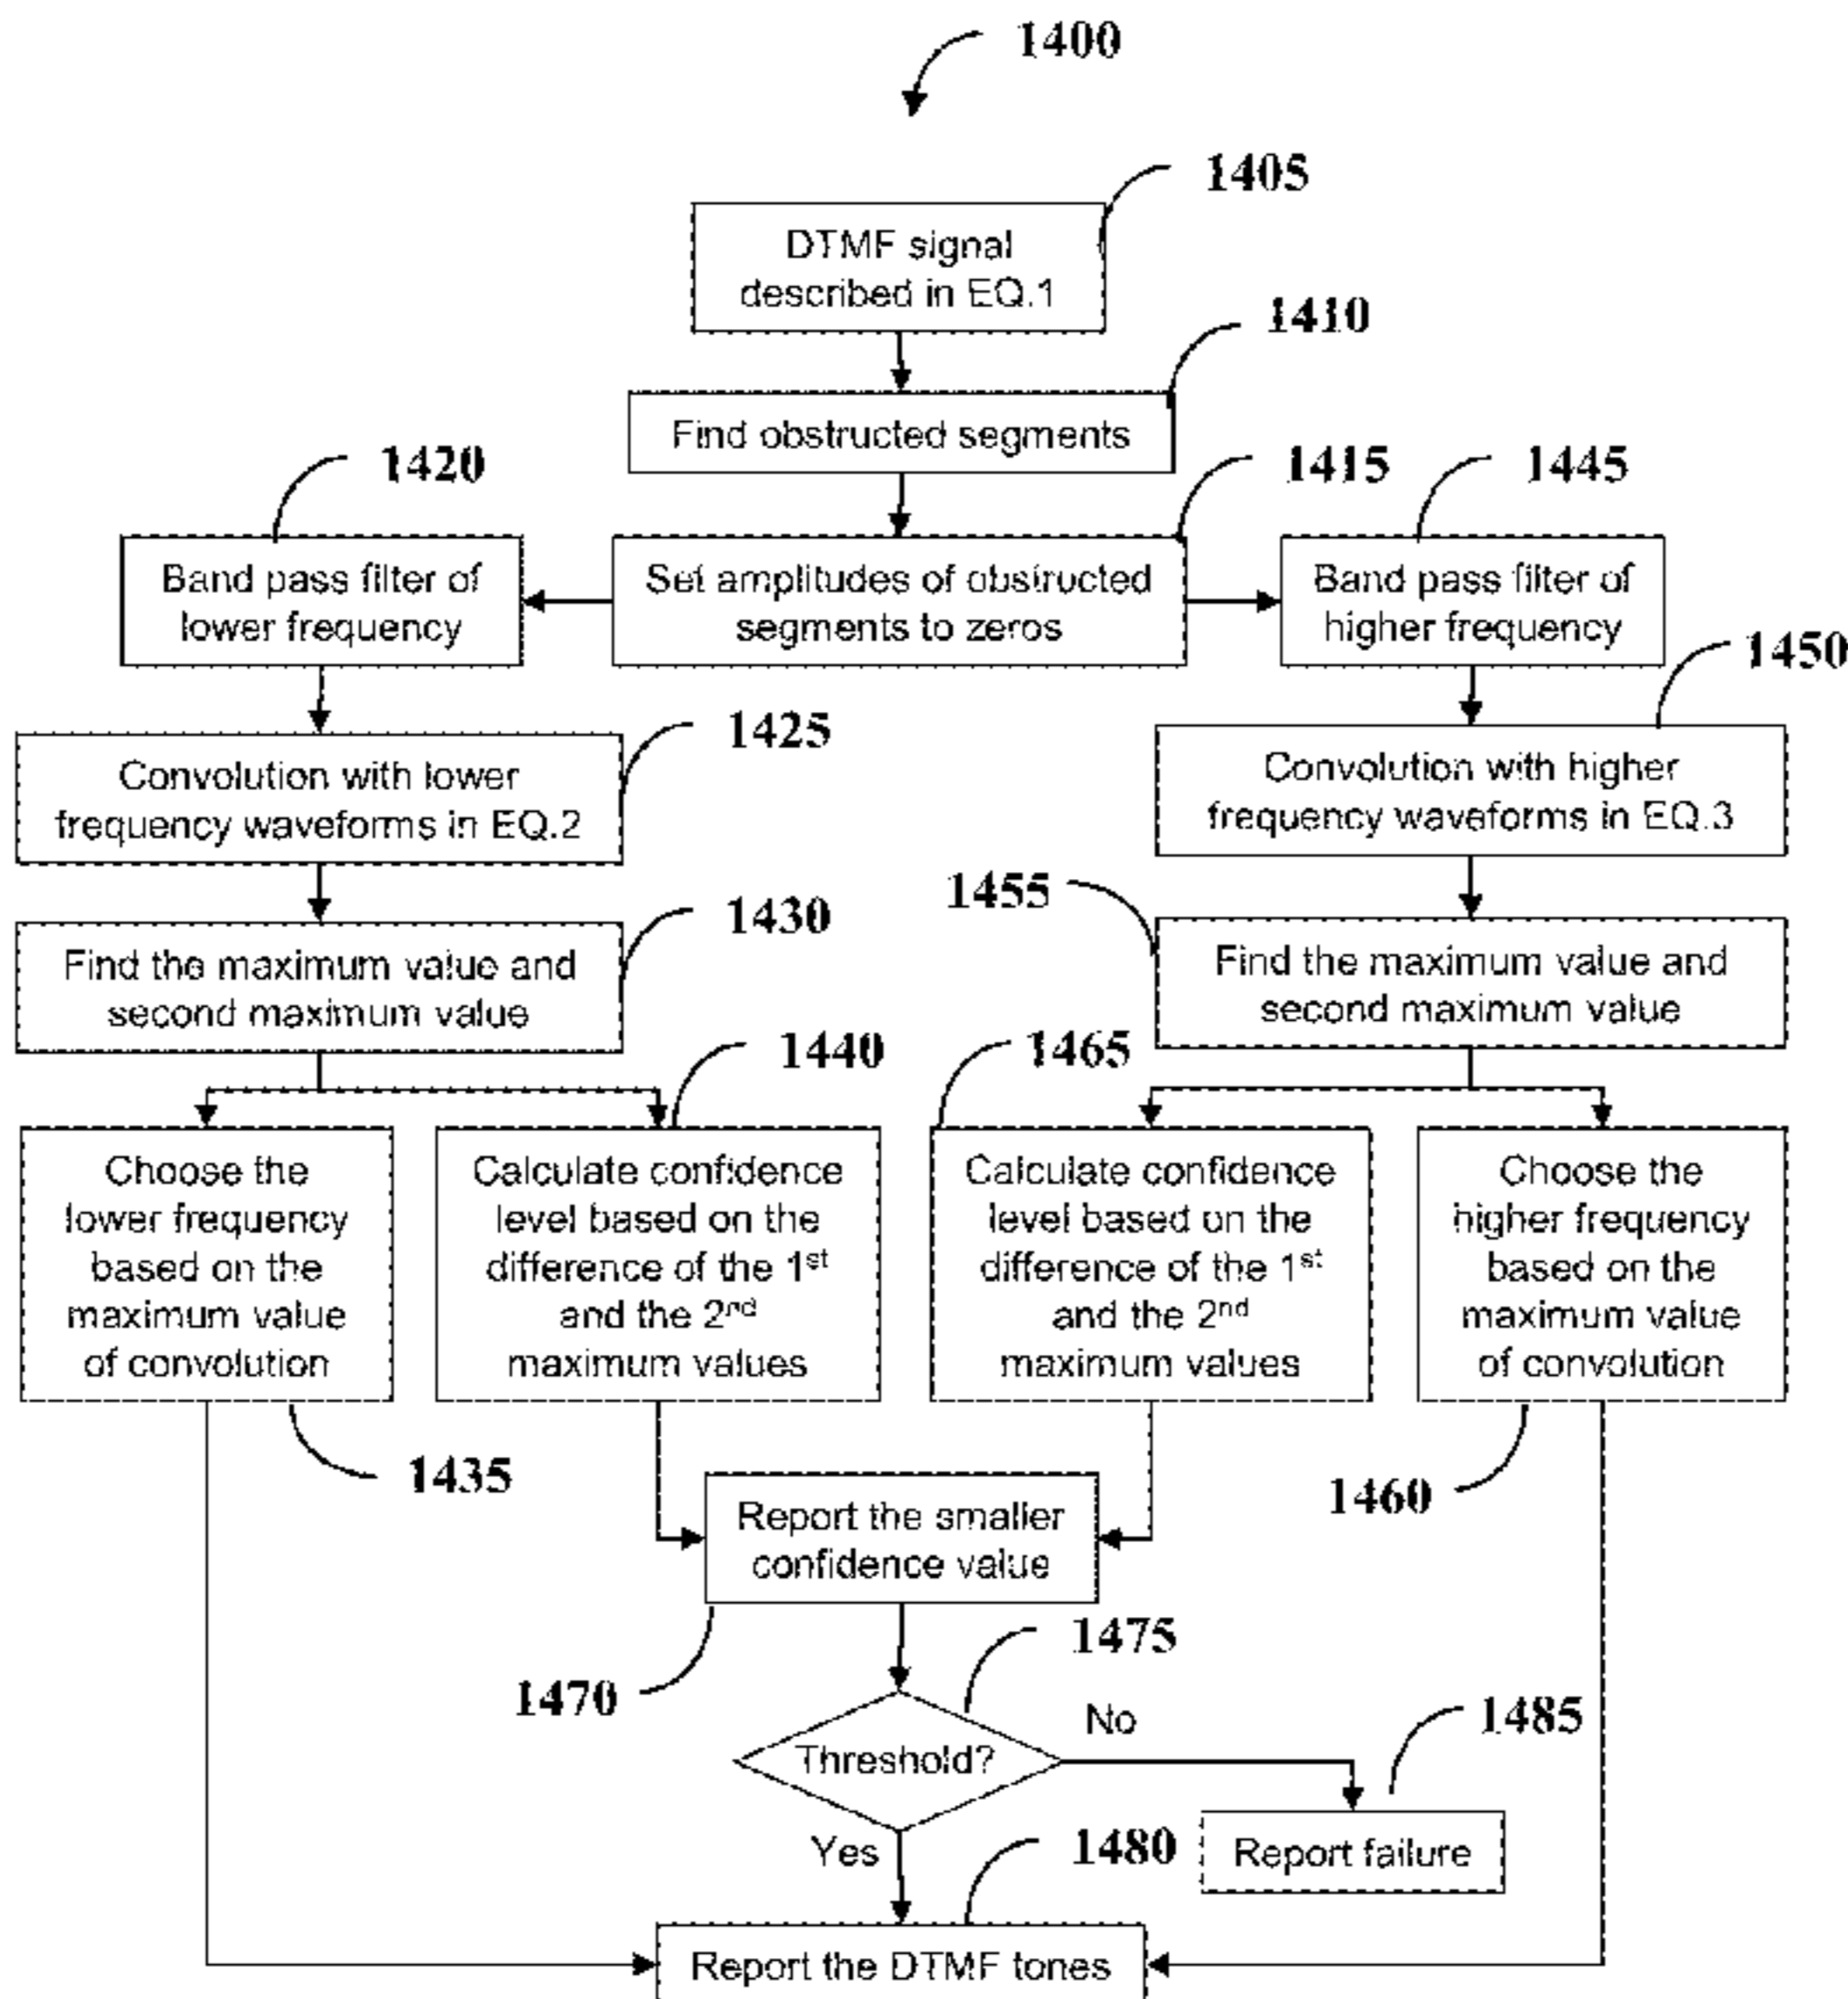 1400
1405
DTMF signal
described in EQ.1
1410
Find obstructed segments
1420
1415
1445
Band pass filter of
lower frequency
Set amplitudes of obstructed
segments to zeros
Band pass filter of
higher frequency
1450
1425
Convolution with lower
frequency waveforms in EQ.2
Convolution with higher
frequency waveforms in EQ.3
1455
1430
Find the maximum value and
second maximum value
Find the maximum value and
second maximum value
1440
1465
Choose the
lower frequency
based on the
maximum value
of convolution
Calculate confidence
level based on the
difference of the 1st
and the 2nd
maximum values
Calculate confidence
level based on the
difference of the 1st
and the 2nd
maximum values
Choose the
higher frequency
based on the
maximum value
of convolution
1435
1460
Report the smaller
confidence value
1470
1475
Threshold?
No
1485
Report failure
Yes
1480
Report the DTMF tones